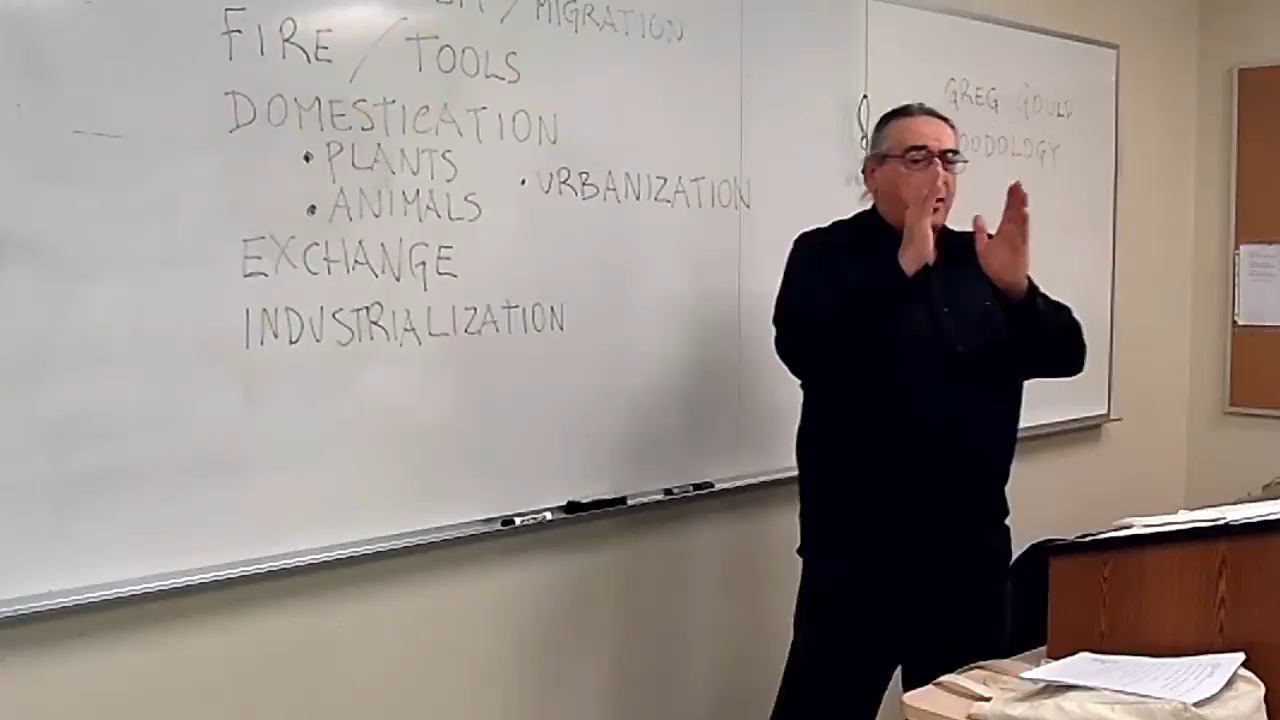 / MIGRATION
FIRE / TOOLS
DOMESTICATION
• PLANTS
• URBANIZATION
• ANIMALS
EXCHANGE
INDUSTRIALIZATION
GREG GOULD